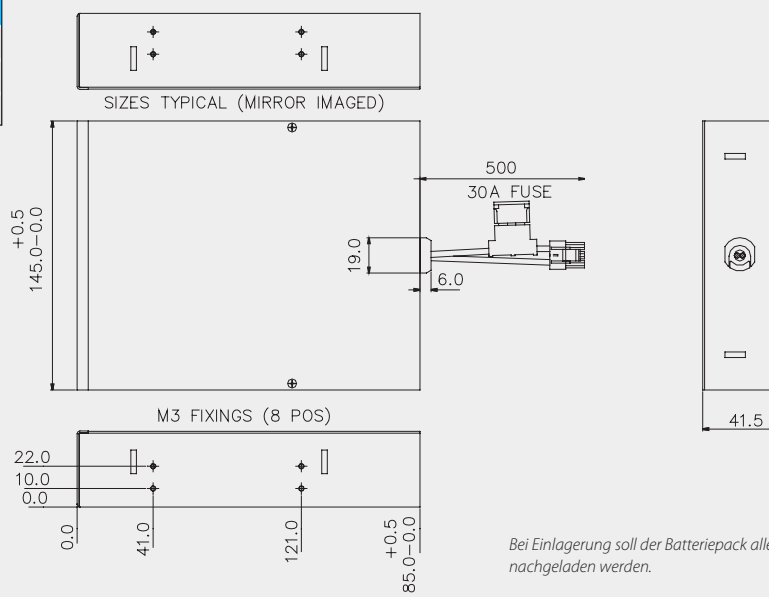 SIZES TYPICAL (MIRROR IMAGED)
+0.5
145.0-0.0
500
30A FUSE
19.0
6.0
41.5
M3 FIXINGS (8 POS)
22.0
10.0
0.0
0.0
41.0
121.0
+0.5
85.0-0.0
Bei Einlagerung soll der Batteriepack alle
nachgeladen werden.